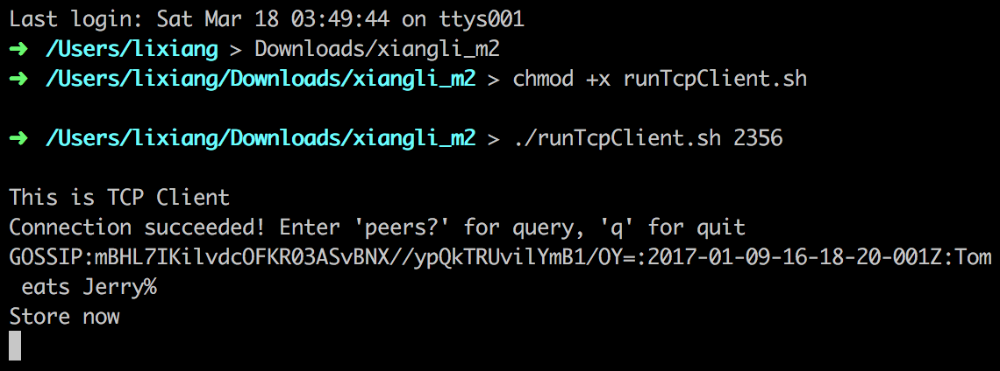 Last login: Sat Mar 18 03:49:44 on ttys001
➜ /Users/lixiang > Downloads/xiangli_m2
➜ /Users/lixiang/Downloads/xiangli_m2 > chmod +x runTcpClient.sh
➜ /Users/lixiang/Downloads/xiangli_m2 > ./runTcpClient.sh 2356
This is TCP Client
Connection succeeded! Enter 'peers?' for query, 'q' for quit
GOSSIP:mBHL7IKilvdcOFKR03ASvBNX//ypQkTRUvilYmB1/OY=:2017-01-09-16-18-20-001Z:Tom
eats Jerry%
Store now